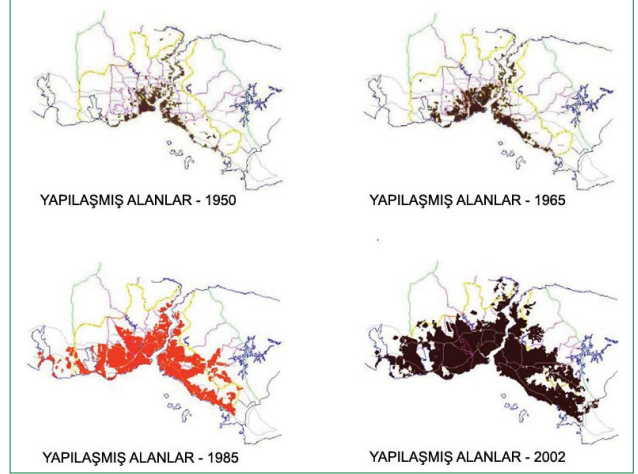 YAPILAŞMIŞ ALANLAR - 1950
YAPILAŞMIŞ ALANLAR - 1965
YAPILAŞMIŞ ALANLAR - 1985
YAPILAŞMIŞ ALANLAR - 2002